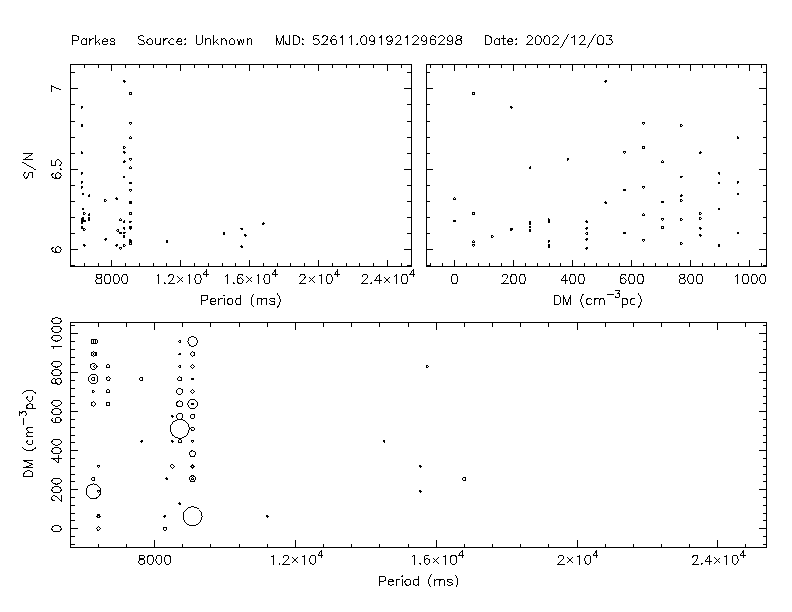 Parkes Source: Unknown MJD: 52611.091921296298 Date: 2002/12/03
7
6.5
6
S/N
8000 1.2×10⁴ 1.6×10⁴ 2×10⁴ 2.4×10⁴
Period (ms)
0 200 400 600 800 1000
DM (cm⁻³pc)
1000
800
600
400
200
0
DM (cm⁻³pc)
8000 1.2×10⁴ 1.6×10⁴ 2×10⁴ 2.4×10⁴
Period (ms)